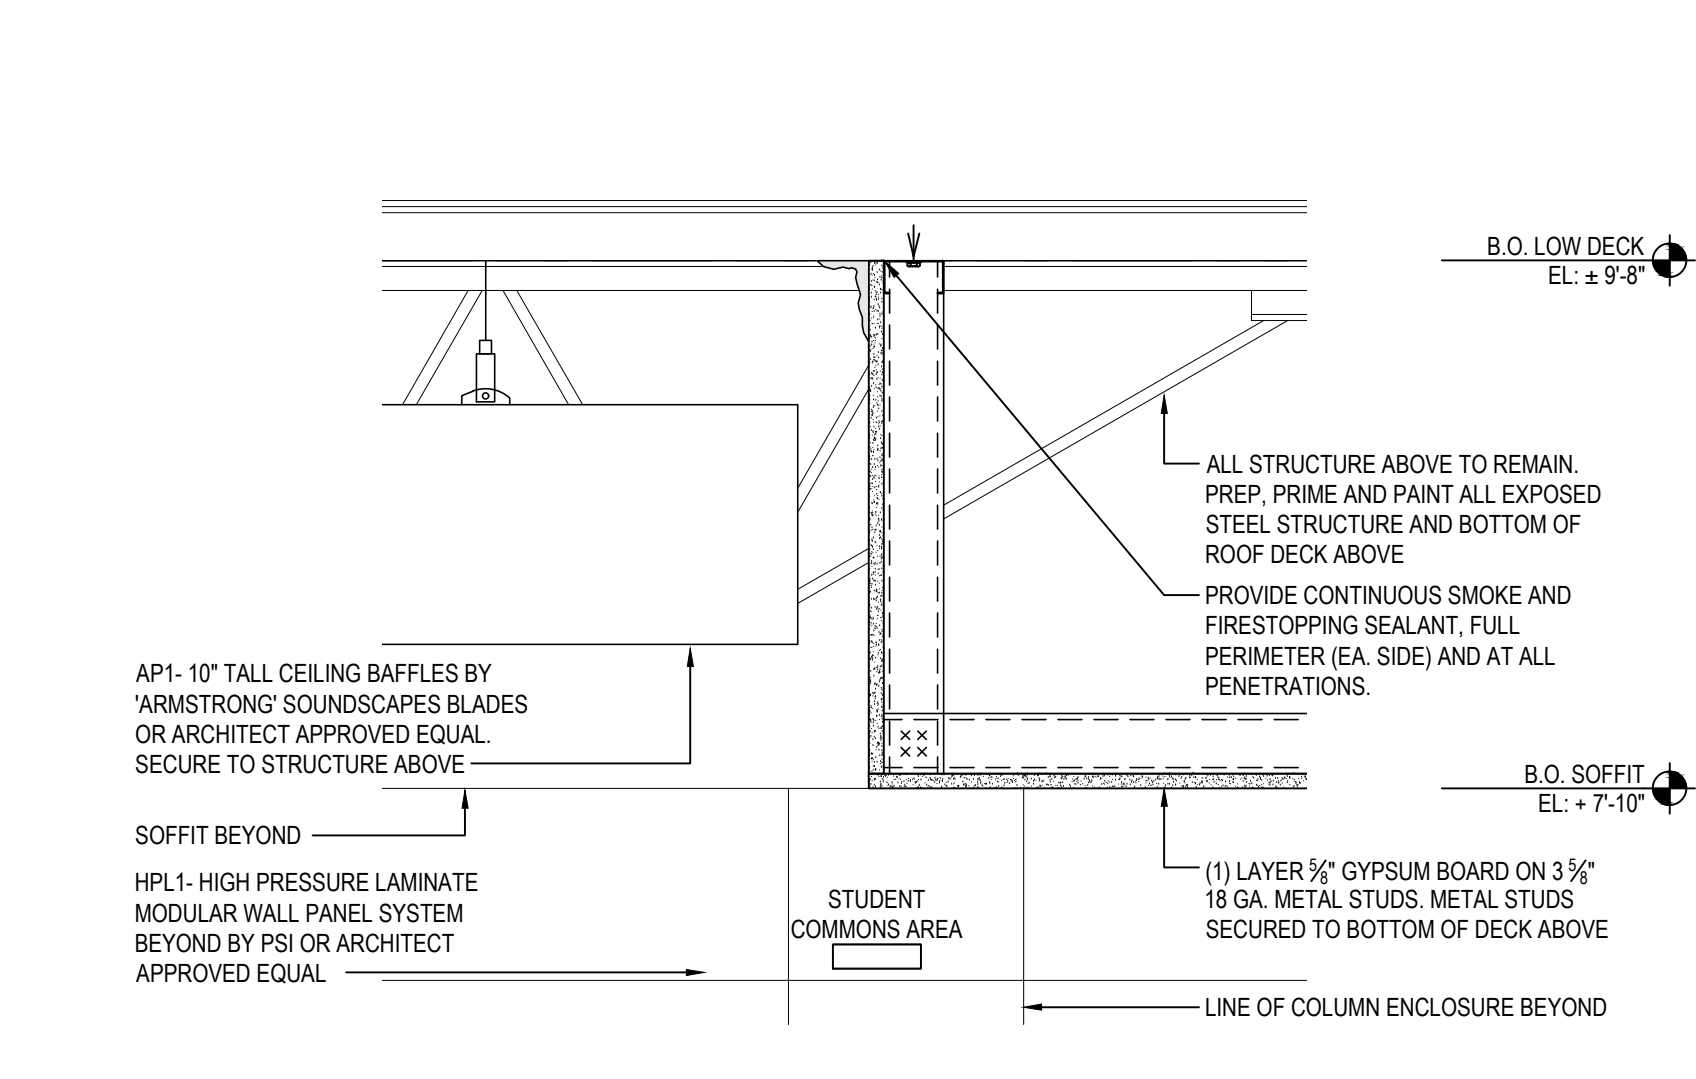 B.O. LOW DECK
EL: ± 9'-8"
ALL STRUCTURE ABOVE TO REMAIN.
PREP, PRIME AND PAINT ALL EXPOSED
STEEL STRUCTURE AND BOTTOM OF
ROOF DECK ABOVE
PROVIDE CONTINUOUS SMOKE AND
FIRESTOPPING SEALANT, FULL
PERIMETER (EA. SIDE) AND AT ALL
PENETRATIONS.
AP1- 10" TALL CEILING BAFFLES BY
'ARMSTRONG' SOUNDSCAPES BLADES
OR ARCHITECT APPROVED EQUAL.
SECURE TO STRUCTURE ABOVE
B.O. SOFFIT
EL: + 7'-10"
SOFFIT BEYOND
HPL1- HIGH PRESSURE LAMINATE
MODULAR WALL PANEL SYSTEM
BEYOND BY PSI OR ARCHITECT
APPROVED EQUAL
STUDENT
COMMONS AREA
(1) LAYER 5/8" GYPSUM BOARD ON 3 5/8"
18 GA. METAL STUDS. METAL STUDS
SECURED TO BOTTOM OF DECK ABOVE
LINE OF COLUMN ENCLOSURE BEYOND